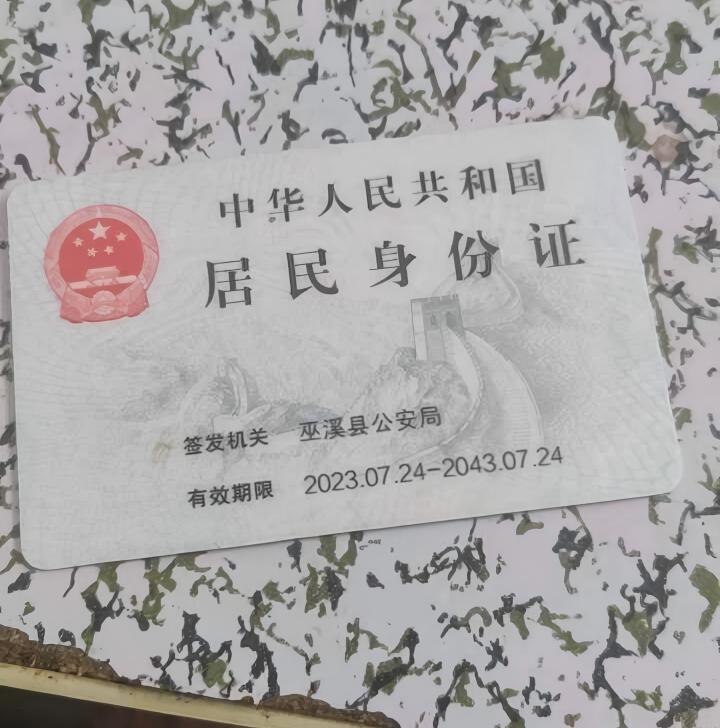 中华人民共和国
居民身份证
签发机关 巫溪县公安局
有效期限 2023.07.24-2043.07.24